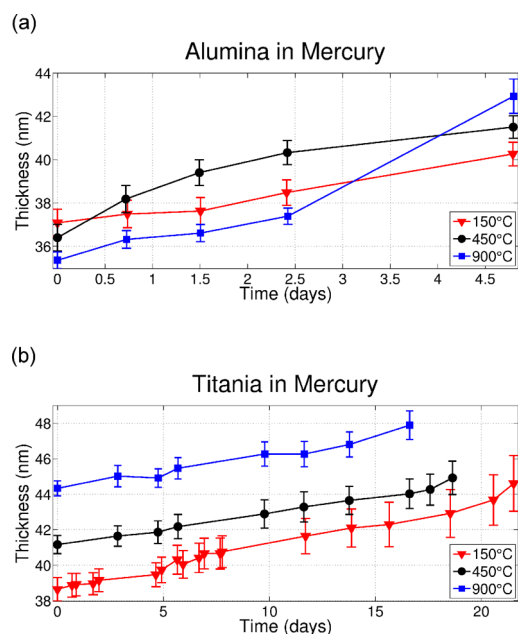 (a)
Alumina in Mercury
Thickness (nm)
44
42
40
38
36
0 0.5 1 1.5 2 2.5 3 3.5 4 4.5
Time (days)
150°C
450°C
900°C
(b)
Titania in Mercury
Thickness (nm)
48
46
44
42
40
38
0 5 10 15 20
Time (days)
150°C
450°C
900°C